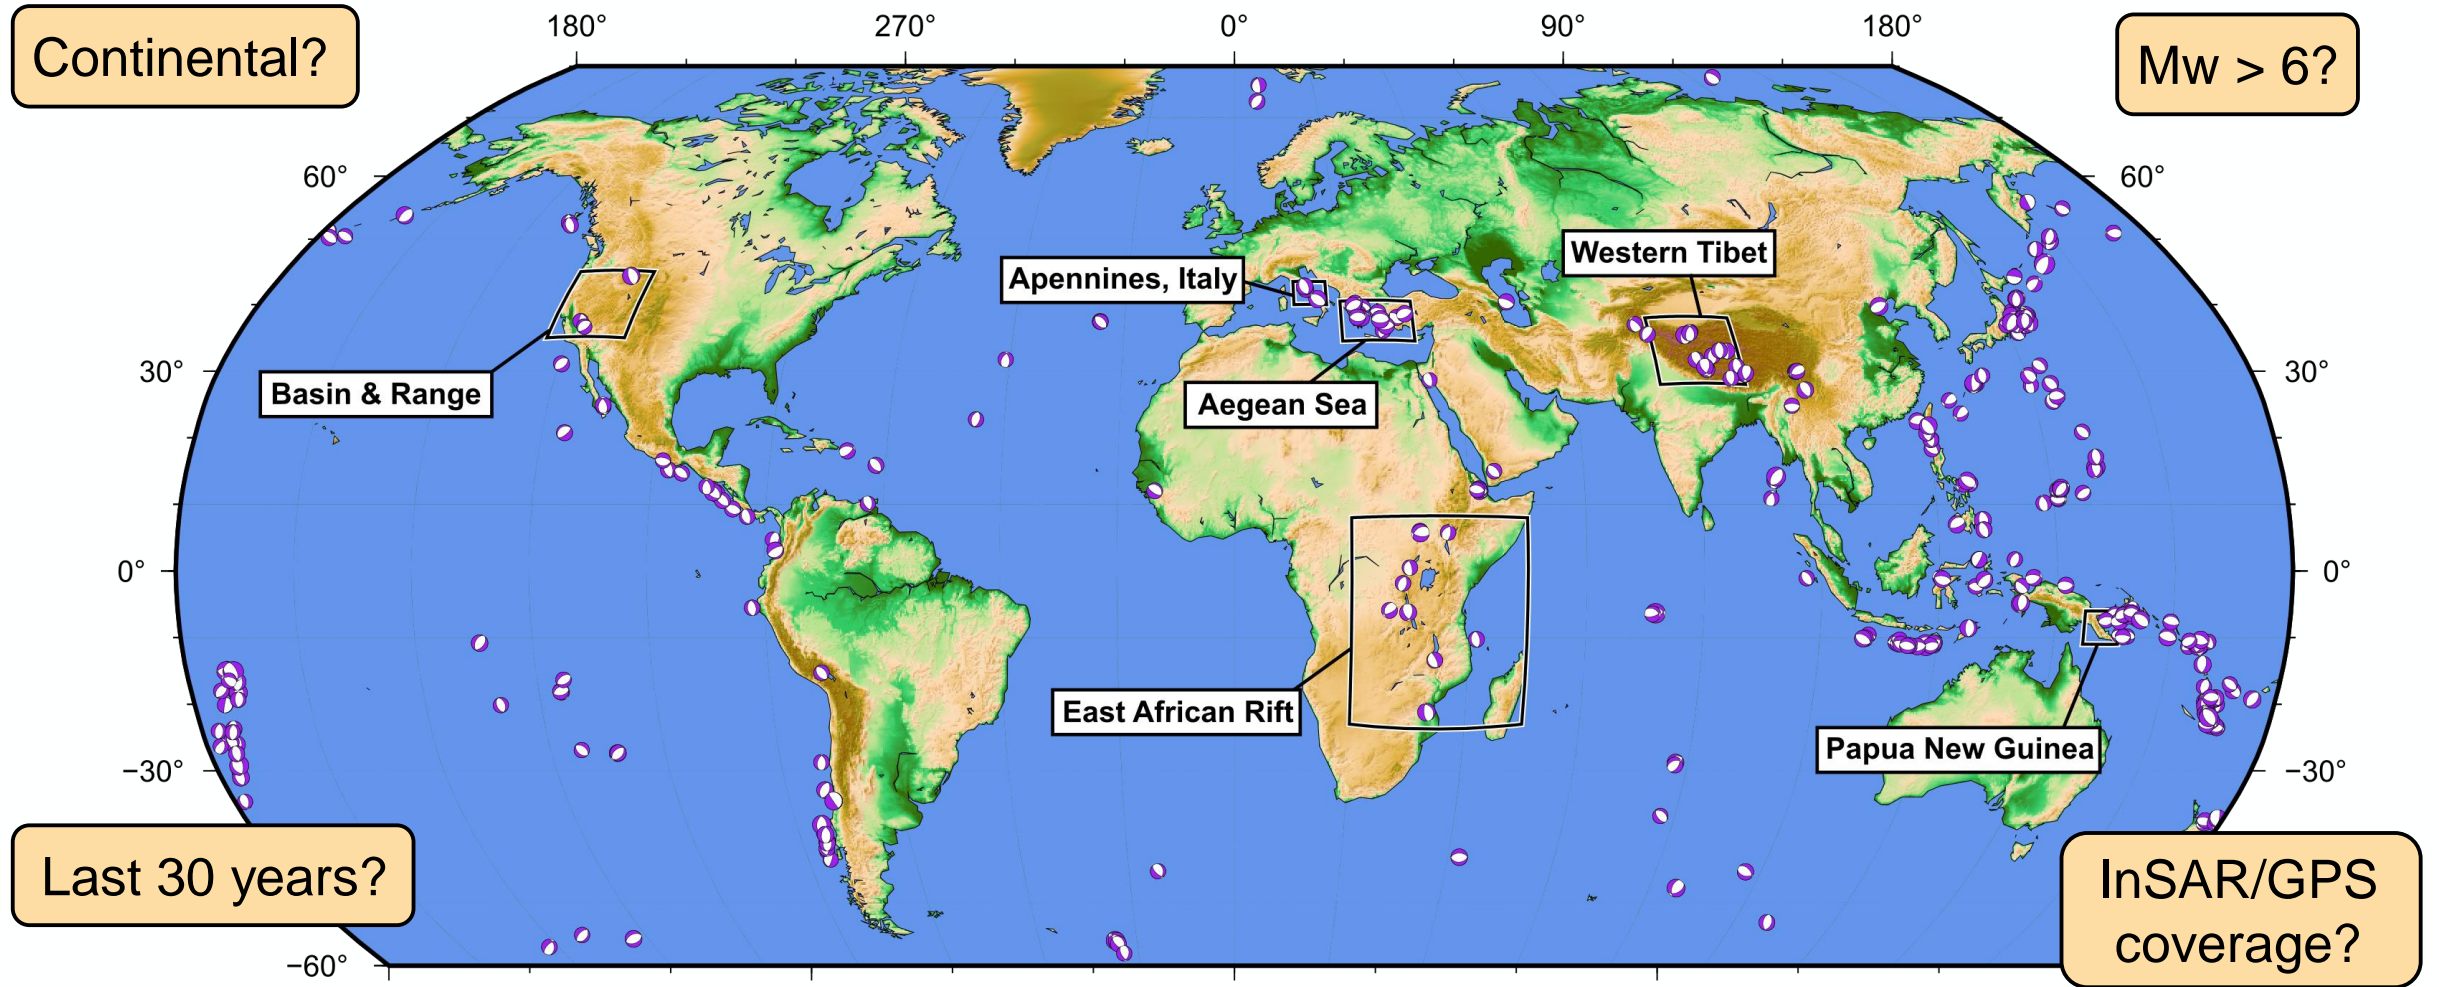 180°
270°
0°
90°
180°
Continental?
Mw > 6?
60°
60°
Western Tibet
Apennines, Italy
30°
30°
Basin & Range
Aegean Sea
0°
0°
East African Rift
Papua New Guinea
−30°
−30°
Last 30 years?
InSAR/GPS
coverage?
−60°